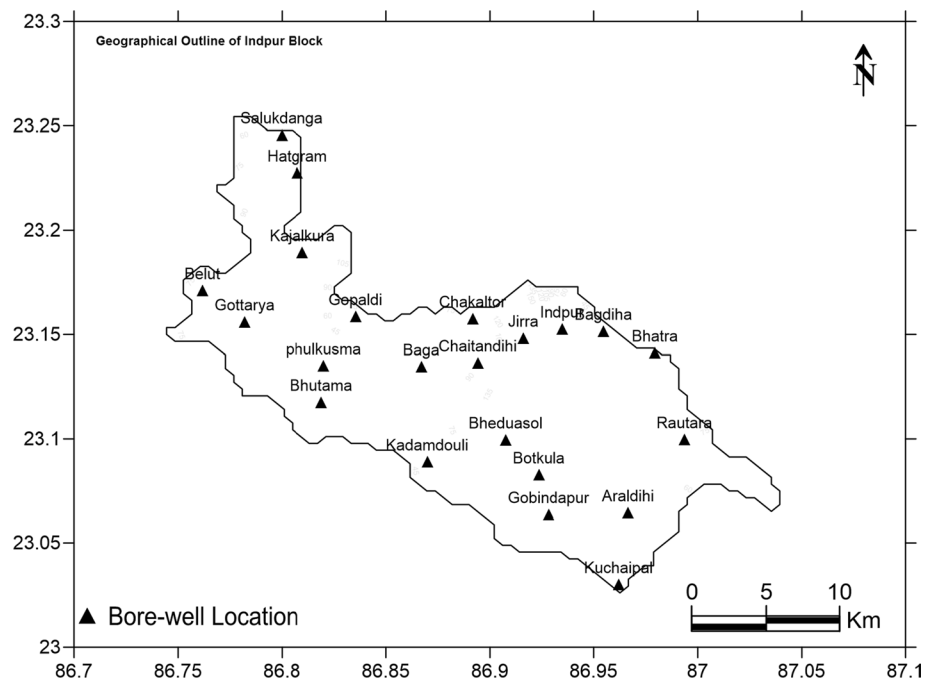 23.3
Geographical Outline of Indpur Block
N
23.25
Salukdanga
Hatgram
23.2
Kajalkura
Belut
Gottarya
Gopaldi
Chakaltor
Indpur
Bagdiha
Jirra
23.15
Bhatra
phulkusma
Baga
Chaitandihi
Bhutama
Bheduasol
Rautara
23.1
Kadamdouli
Botkula
Gobindapur
Araldihi
23.05
Kuchaipal
0 5 10
Km
Bore-well Location
23
86.7 86.75 86.8 86.85 86.9 86.95 87 87.05 87.1